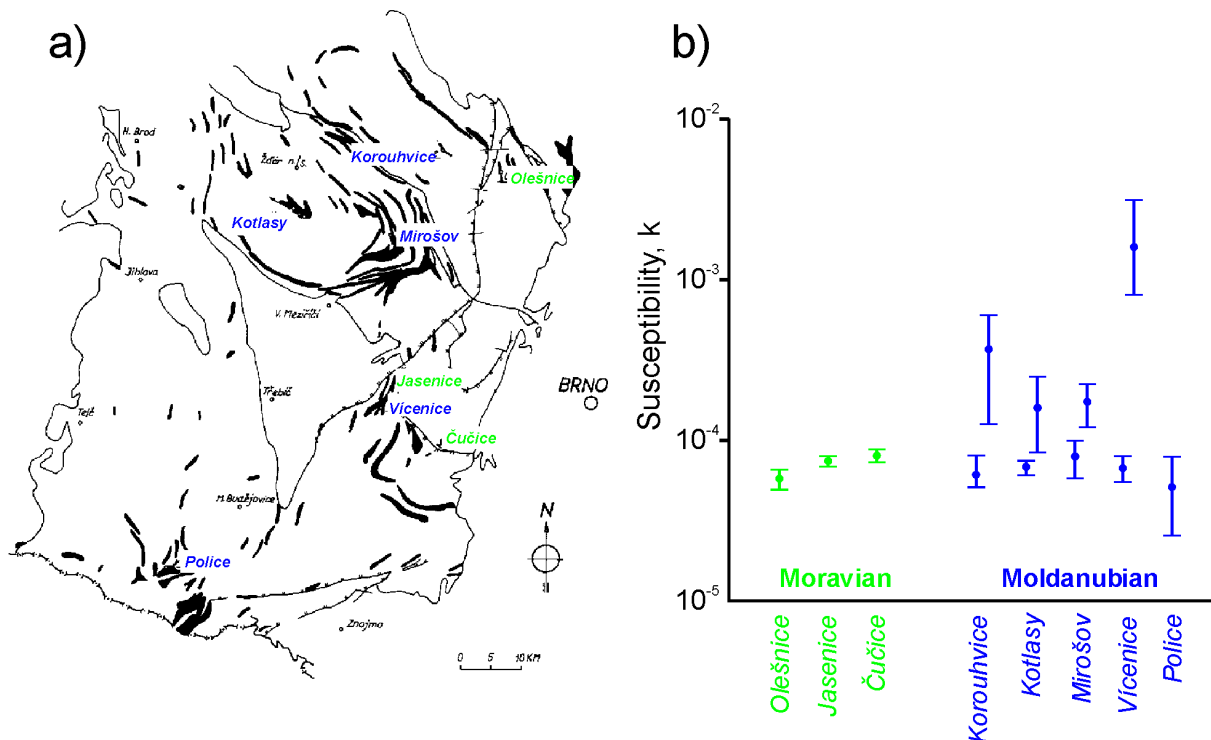 a)
H. Brod
Žďár n/S.
Korouhvice
Olešnice
Kotlasy
Mirošov
Jihlava
V. Meziříčí
Jasenice
BRNO
Třebíč
Vícenice
Telč
Čučice
M. Budějovice
N
Police
Znojmo
0 5 10 KM
b)
Susceptibility, k
10-2
10-3
10-4
10-5
Moravian
Moldanubian
Olešnice
Jasenice
Čučice
Korouhvice
Kotlasy
Mirošov
Vícenice
Police